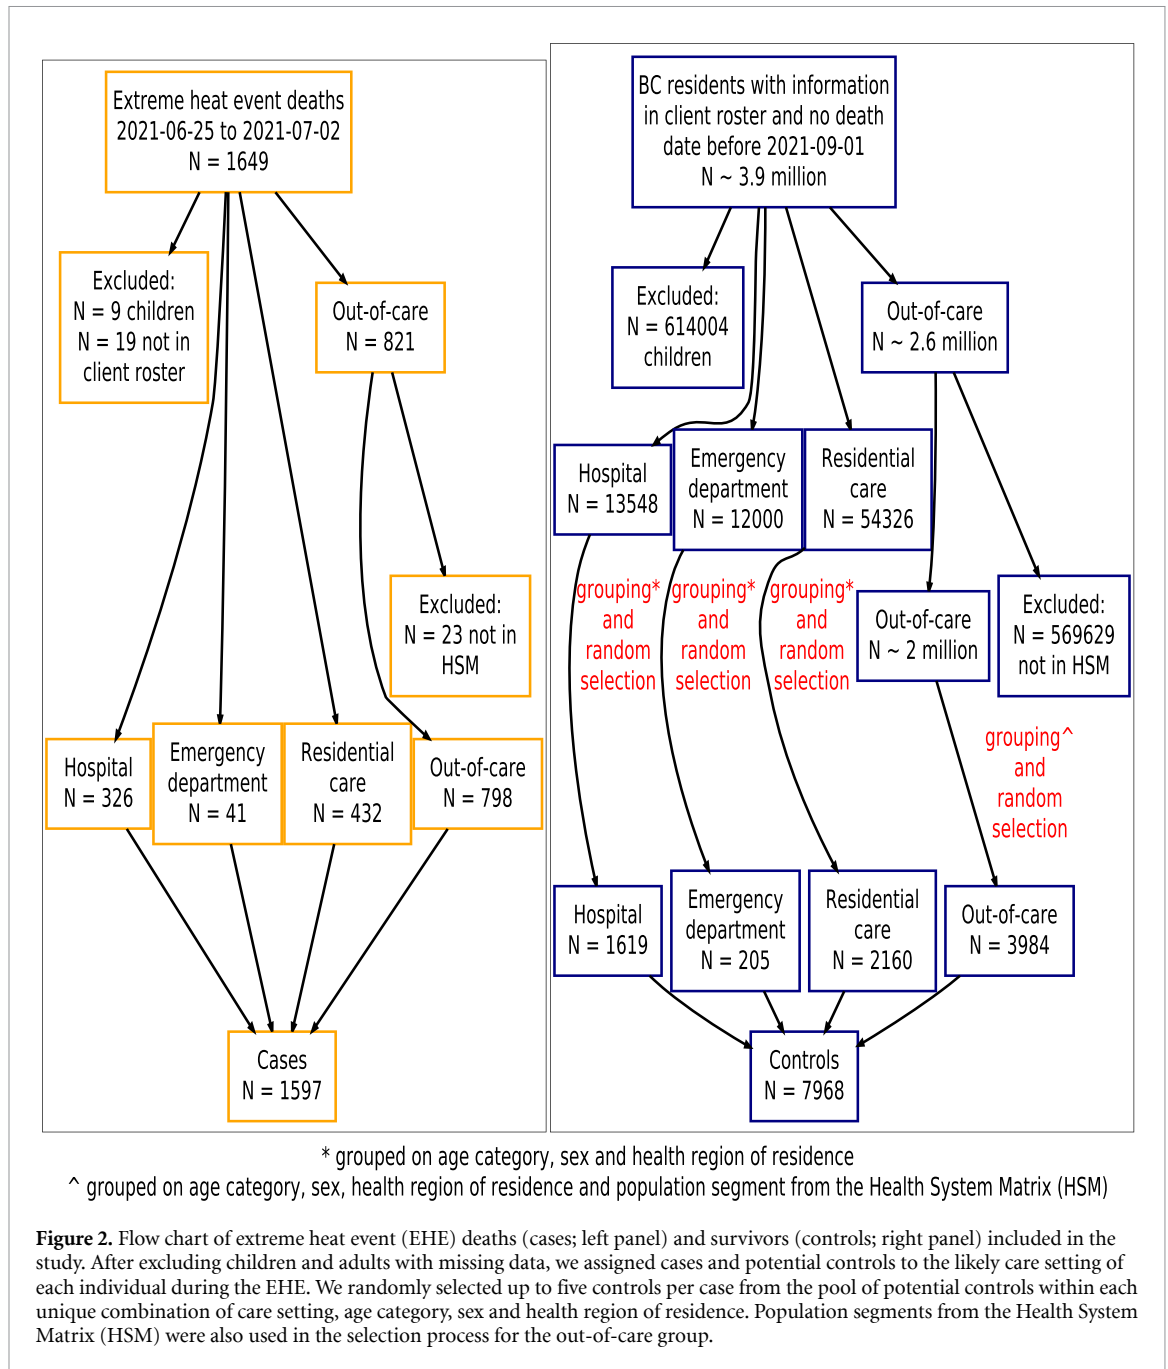 Extreme heat event deaths
2021-06-25 to 2021-07-02
N = 1649
Excluded:
N = 9 children
N = 19 not in
client roster
Out-of-care
N = 821
Excluded:
N = 23 not in
HSM
Hospital
N = 326
Emergency
department
N = 41
Residential
care
N = 432
Out-of-care
N = 798
Cases
N = 1597
BC residents with information
in client roster and no death
date before 2021-09-01
N ~ 3.9 million
Excluded:
N = 614004
children
Out-of-care
N ~ 2.6 million
Hospital
N = 13548
Emergency
department
N = 12000
Residential
care
N = 54326
grouping*
and
random
selection
grouping*
and
random
selection
grouping*
and
random
selection
Out-of-care
N ~ 2 million
Excluded:
N = 569629
not in HSM
grouping^
and
random
selection
Hospital
N = 1619
Emergency
department
N = 205
Residential
care
N = 2160
Out-of-care
N = 3984
Controls
N = 7968
* grouped on age category, sex and health region of residence
^ grouped on age category, sex, health region of residence and population segment from the Health System Matrix (HSM)
Figure 2. Flow chart of extreme heat event (EHE) deaths (cases; left panel) and survivors (controls; right panel) included in the
study. After excluding children and adults with missing data, we assigned cases and potential controls to the likely care setting of
each individual during the EHE. We randomly selected up to five controls per case from the pool of potential controls within each
unique combination of care setting, age category, sex and health region of residence. Population segments from the Health System
Matrix (HSM) were also used in the selection process for the out-of-care group.